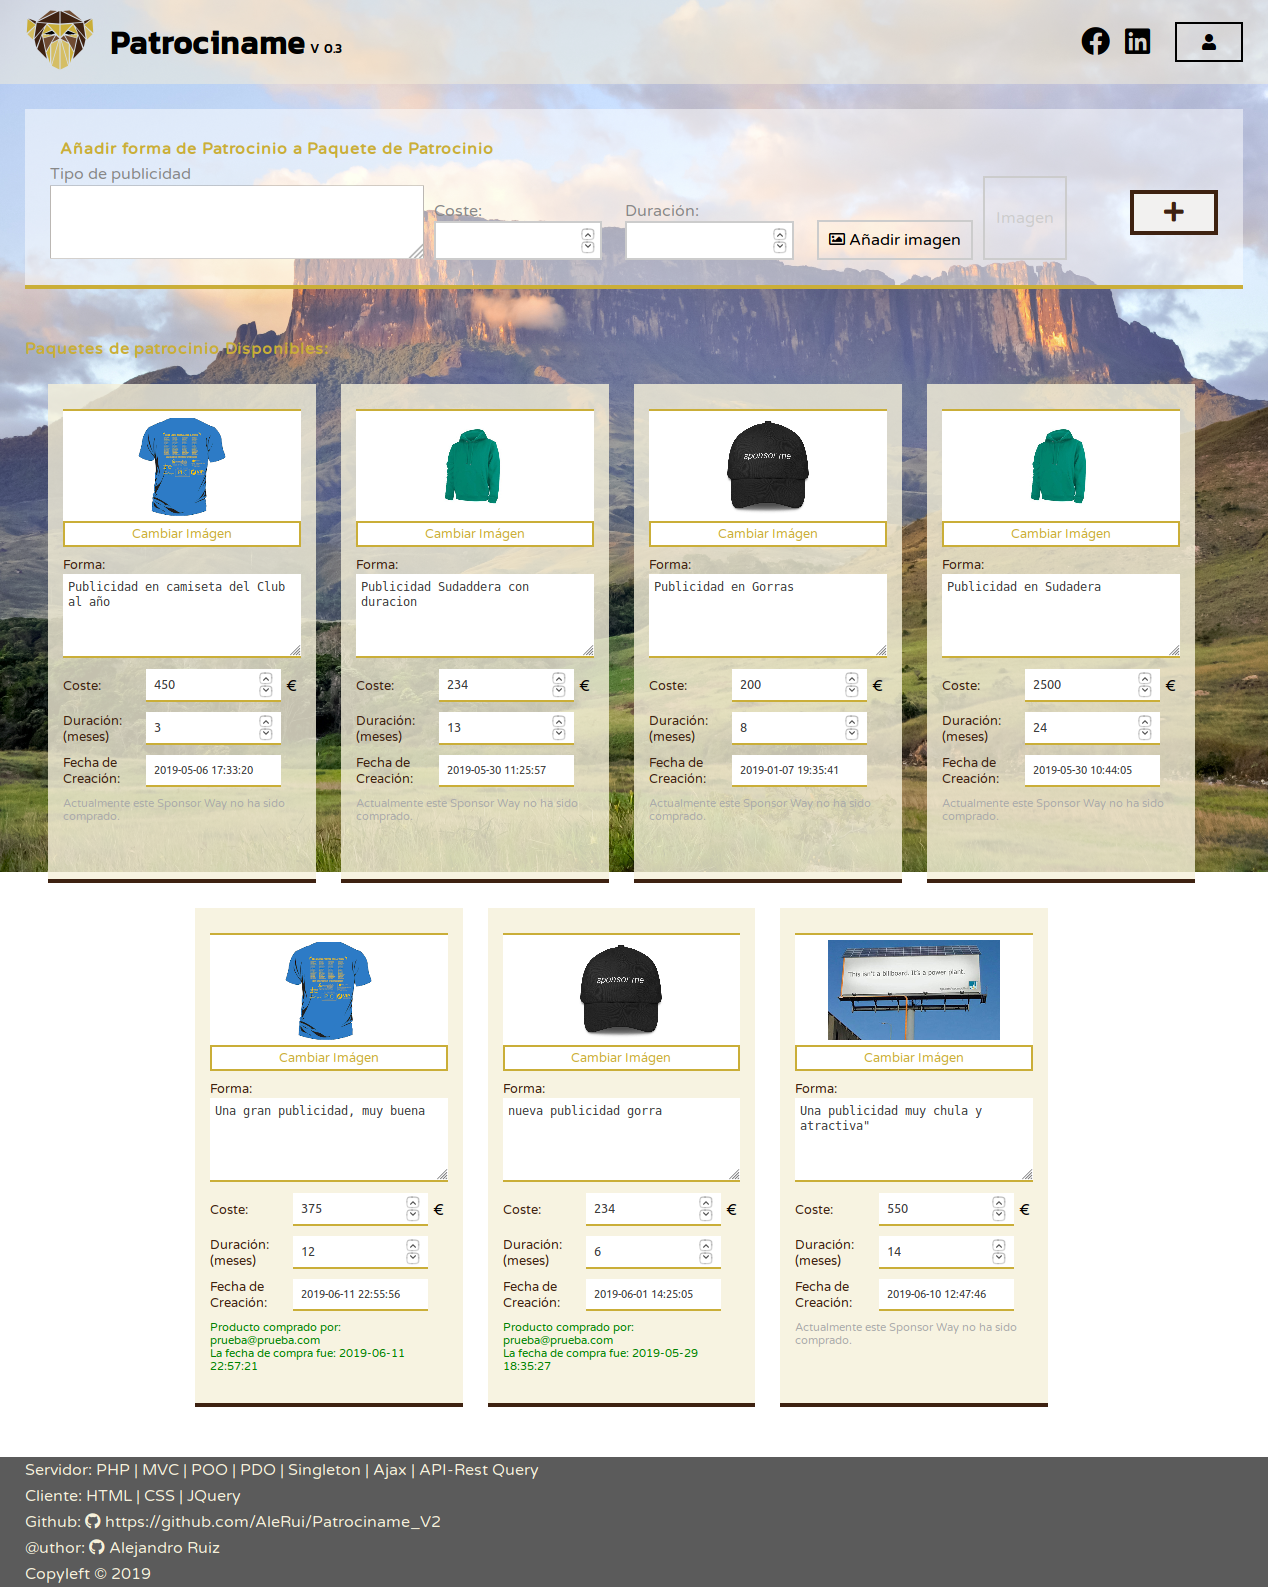 Patrociname V 0.3
Añadir forma de Patrocinio a Paquete de Patrocinio
Tipo de publicidad
Coste:
Duración:
Añadir imagen
Imagen
Paquetes de patrocinio Disponibles:
sponsor me
Cambiar Imágen
Cambiar Imágen
Cambiar Imágen
Cambiar Imágen
Forma:
Forma:
Forma:
Forma:
Publicidad en camiseta del Club
al año
Publicidad Sudaddera con
duracion
Publicidad en Gorras
Publicidad en Sudadera
Coste: 450 €
Coste: 234 €
Coste: 200 €
Coste: 2500 €
Duración:
(meses) 3
Duración:
(meses) 13
Duración:
(meses) 8
Duración:
(meses) 24
Fecha de
Creación: 2019-05-06 17:33:20
Fecha de
Creación: 2019-05-30 11:25:57
Fecha de
Creación: 2019-01-07 19:35:41
Fecha de
Creación: 2019-05-30 10:44:05
Actualmente este Sponsor Way no ha sido
comprado.
Actualmente este Sponsor Way no ha sido
comprado.
Actualmente este Sponsor Way no ha sido
comprado.
Actualmente este Sponsor Way no ha sido
comprado.
sponsor me
This isn't a billboard. It's a power plant.
Cambiar Imágen
Cambiar Imágen
Cambiar Imágen
Forma:
Forma:
Forma:
Una gran publicidad, muy buena
nueva publicidad gorra
Una publicidad muy chula y
atractiva"
Coste: 375 €
Coste: 234 €
Coste: 550 €
Duración:
(meses) 12
Duración:
(meses) 6
Duración:
(meses) 14
Fecha de
Creación: 2019-06-11 22:55:56
Fecha de
Creación: 2019-06-01 14:25:05
Fecha de
Creación: 2019-06-10 12:47:46
Producto comprado por:
prueba@prueba.com
La fecha de compra fue: 2019-06-11
22:57:21
Producto comprado por:
prueba@prueba.com
La fecha de compra fue: 2019-05-29
18:35:27
Actualmente este Sponsor Way no ha sido
comprado.
Servidor: PHP | MVC | POO | PDO | Singleton | Ajax | API-Rest Query
Cliente: HTML | CSS | JQuery
Github: https://github.com/AleRui/Patrociname_V2
@uthor: Alejandro Ruiz
Copyleft © 2019